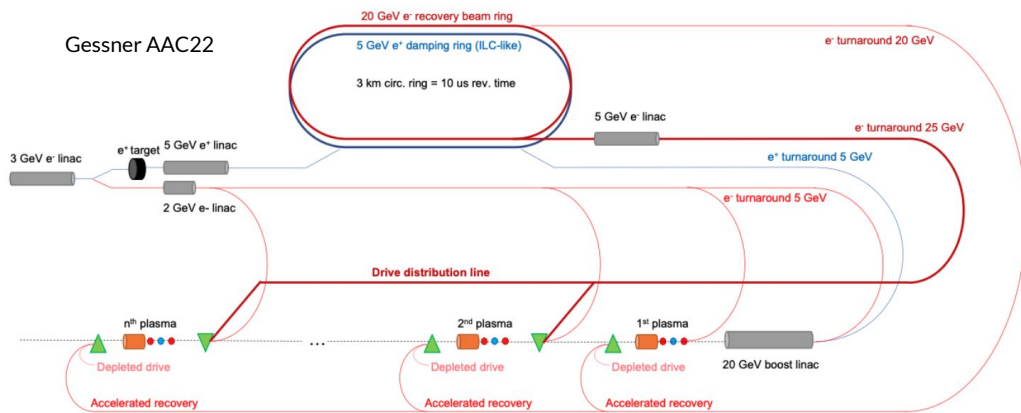 20 GeV e⁻ recovery beam ring
Gessner AAC22
5 GeV e⁺ damping ring (ILC-like)
e⁻ turnaround 20 GeV
3 km circ. ring = 10 us rev. time
5 GeV e⁻ linac
e⁻ turnaround 25 GeV
3 GeV e⁻ linac
e⁺ target
5 GeV e⁺ linac
e⁺ turnaround 5 GeV
2 GeV e- linac
e⁻ turnaround 5 GeV
Drive distribution line
nᵗʰ plasma
2ⁿᵈ plasma
1ˢᵗ plasma
...
Depleted drive
Depleted drive
Depleted drive
20 GeV boost linac
Accelerated recovery
Accelerated recovery
Accelerated recovery